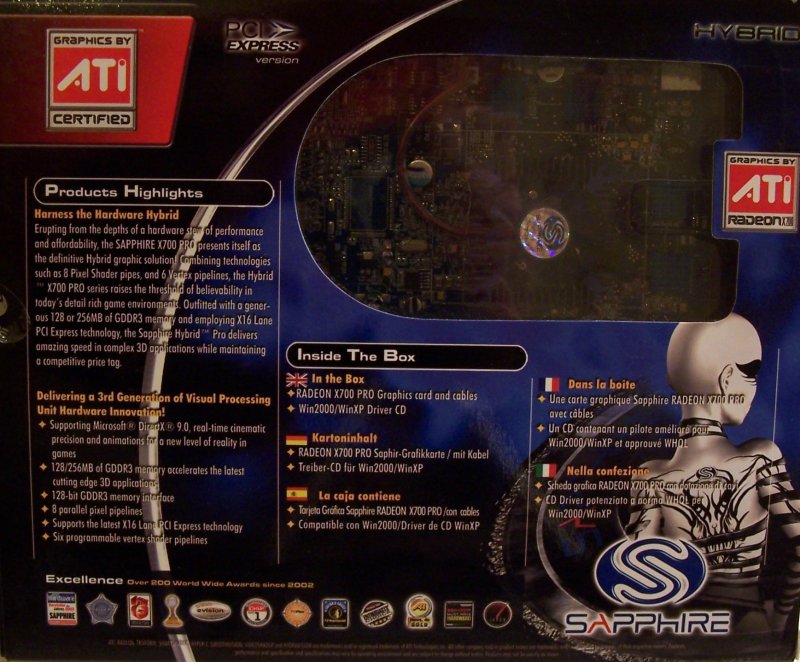 GRAPHICS BY
ATI
CERTIFIED
PCI
EXPRESS
version
HYBRID
GRAPHICS BY
ATI
RADEON X700
Products Highlights
Harness the Hardware Hybrid
Erupting from the depths of a hardware step of performance
and affordability, the SAPPHIRE X700 PRO presents itself as
the definitive Hybrid graphic solution! Combining technologies
such as 8 Pixel Shader pipes, and 6 Vertex pipelines, the Hybrid
™ X700 PRO series raises the threshold of believability in
today's detail rich game environments. Outfitted with a gener-
ous 128 or 256MB of GDDR3 memory and employing X16 Lane
PCI Express technology, the Sapphire Hybrid™ Pro delivers
amazing speed in complex 3D applications while maintaining
a competitive price tag.
Delivering a 3rd Generation of Visual Processing
Unit Hardware Innovation!
Supporting Microsoft® DirectX® 9.0, real-time cinematic
precision and animations for a new level of reality in
games
128/256MB of GDDR3 memory accelerates the latest
cutting edge 3D applications
128-bit GDDR3 memory interface
8 parallel pixel pipelines
Supports the latest X16 Lane PCI Express technology
Six programmable vertex shader pipelines
Inside The Box
In the Box
RADEON X700 PRO Graphics card and cables
Win2000/WinXP Driver CD
Kartoninhalt
RADEON X700 PRO Saphir-Grafikkarte / mit Kabel
Treiber-CD für Win2000/WinXP
La caja contiene
Tarjeta Gráfica Sapphire RADEON X700 PRO /con cables
Compatible con Win2000/Driver de CD WinXP
Dans la boite
Une carte graphique Sapphire RADEON X700 PRO
avec câbles
Un CD contenant un pilote amélioré pour
Win2000/WinXP et approuvé WHQL
Nella confezione
Scheda grafica RADEON X700 PRO con dotazione di cavi
CD Driver potenziato a norma WHQL per
Win2000/WinXP
Excellence Over 200 World Wide Awards since 2002
SAPPHIRE